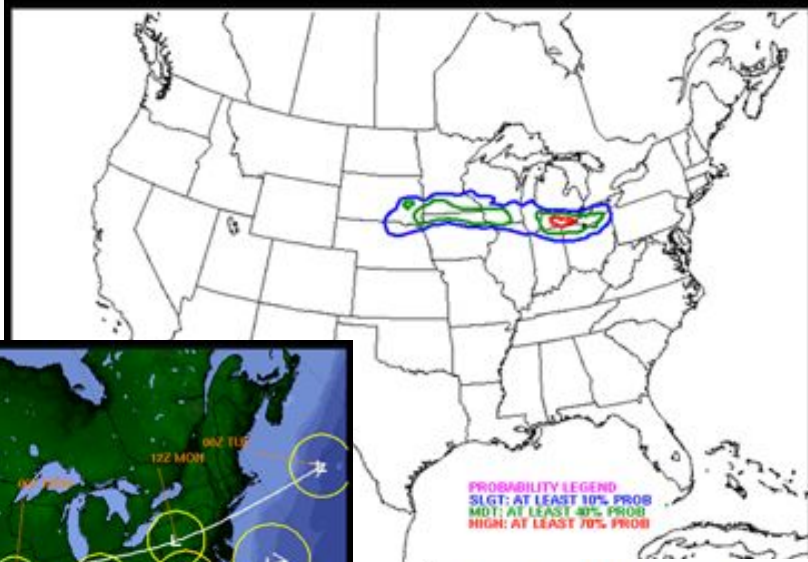 00Z TUE
12Z MON
PROBABILITY LEGEND
SLGT: AT LEAST 10% PROB
MDT: AT LEAST 40% PROB
HIGH: AT LEAST 70% PROB